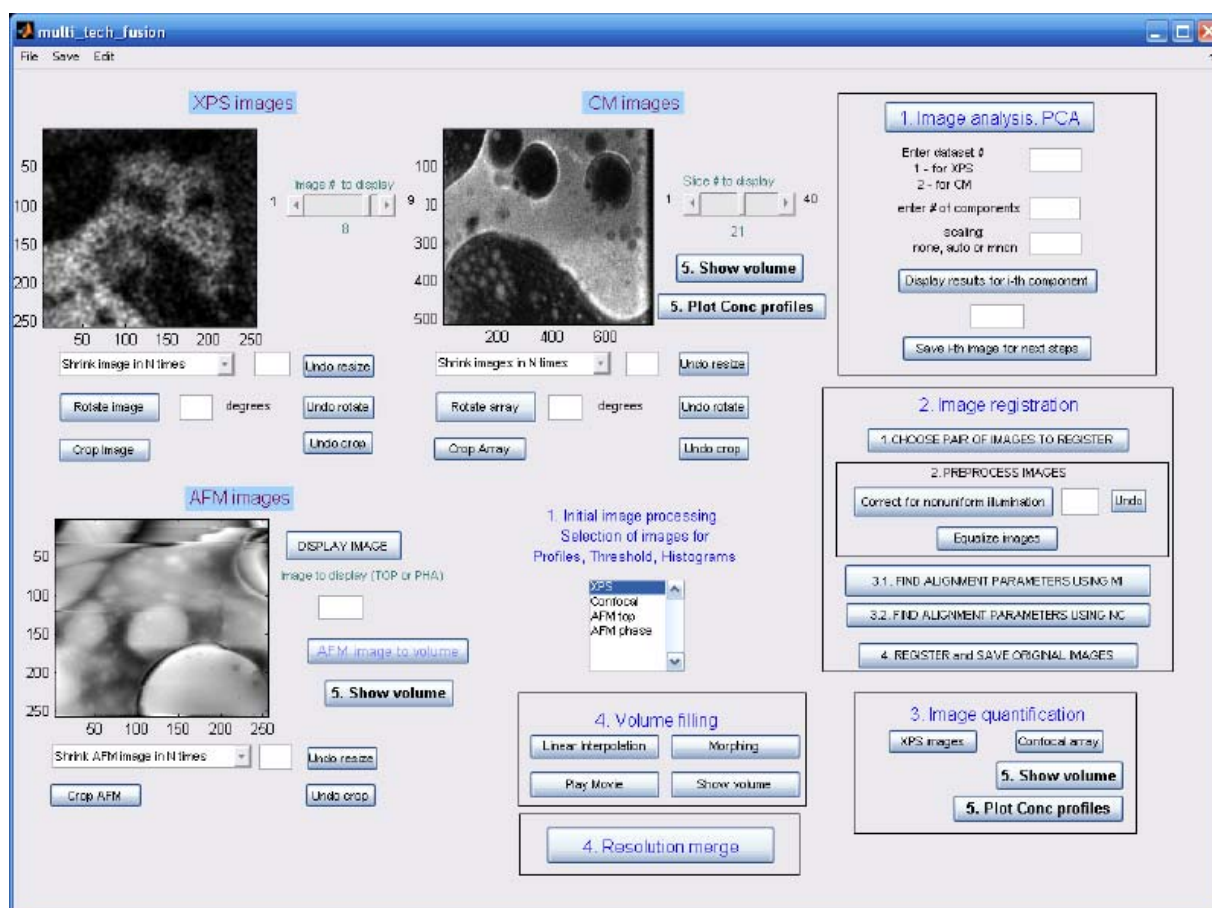 multi_tech_fusion
File Save Edit
XPS images
50
100
150
200
250
50 100 150 200 250
Image # to display
1 9
8
Shrink image in N times
Undo resize
Rotate image degrees
Undo rotate
Crop Image
Undo crop
CM images
100
00
300
400
500
200 400 600
Slice # to display
1 40
21
5. Show volume
5. Plot Conc profiles
Shrink images in N times
Undo resize
Rotate array degrees
Undo rotate
Crop Array
Undo crop
1. Image analysis. PCA
Enter dataset #
1 - for XPS
2 - for CM
enter # of components
scaling:
none, auto or mncn
Display results for i-th component
Save i-th image for next steps
2. Image registration
1.CHOOSE PAIR OF IMAGES TO REGISTER
2. PREPROCESS IMAGES
Correct for nonuniform illumination
Undo
Equalize images
3.1. FIND ALIGNMENT PARAMETERS USING MI
3.2. FIND ALIGNMENT PARAMETERS USING NC
4. REGISTER and SAVE ORIGINAL IMAGES
AFM images
50
100
150
200
250
50 100 150 200 250
DISPLAY IMAGE
Image to display (TOP or PHA)
AFM image to volume
5. Show volume
Shrink AFM image in N times
Undo resize
Crop AFM
Undo crop
1. Initial image processing
Selection of images for
Profiles, Threshold, Histograms
XPS
Confocal
AFM top
AFM phase
4. Volume filling
Linear Interpoletion
Morphing
Play Movie
Show volume
4. Resolution merge
3. Image quantification
XPS images
Confocal array
5. Show volume
5. Plot Conc profiles